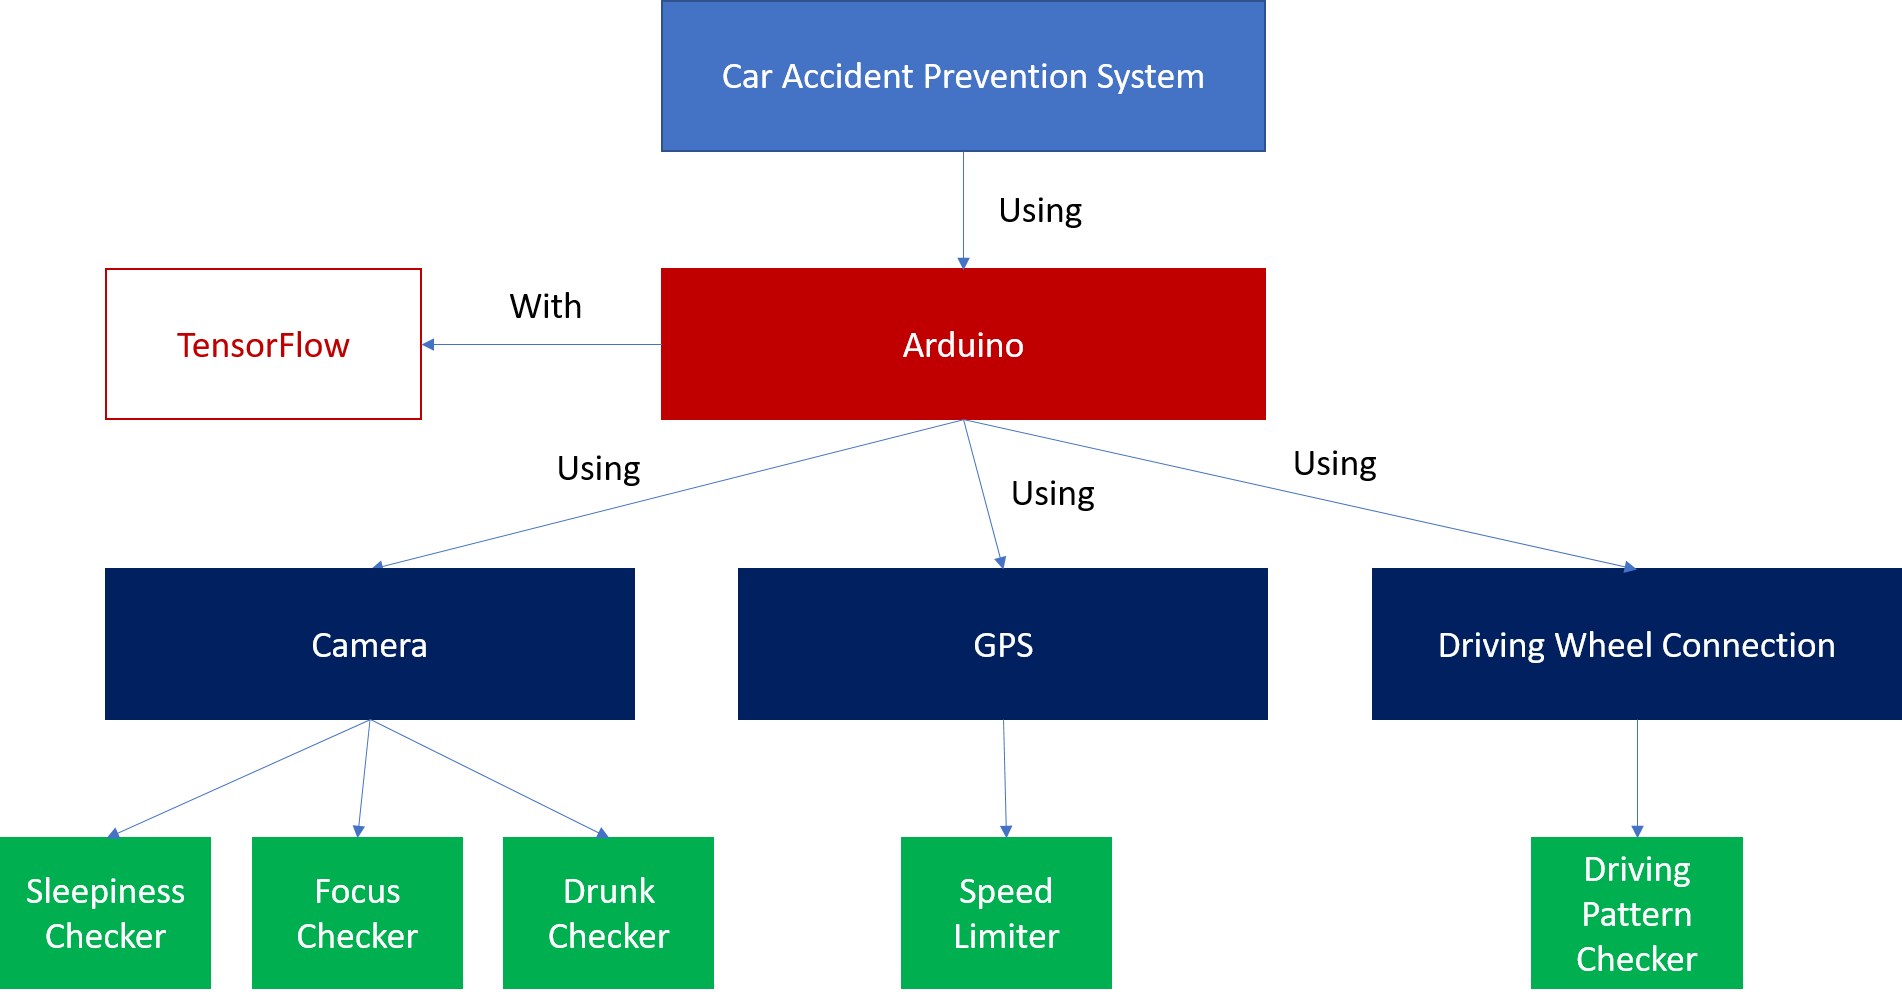 Car Accident Prevention System
Using
TensorFlow
With
Arduino
Using
Using
Using
Camera
GPS
Driving Wheel Connection
Sleepiness
Checker
Focus
Checker
Drunk
Checker
Speed
Limiter
Driving
Pattern
Checker